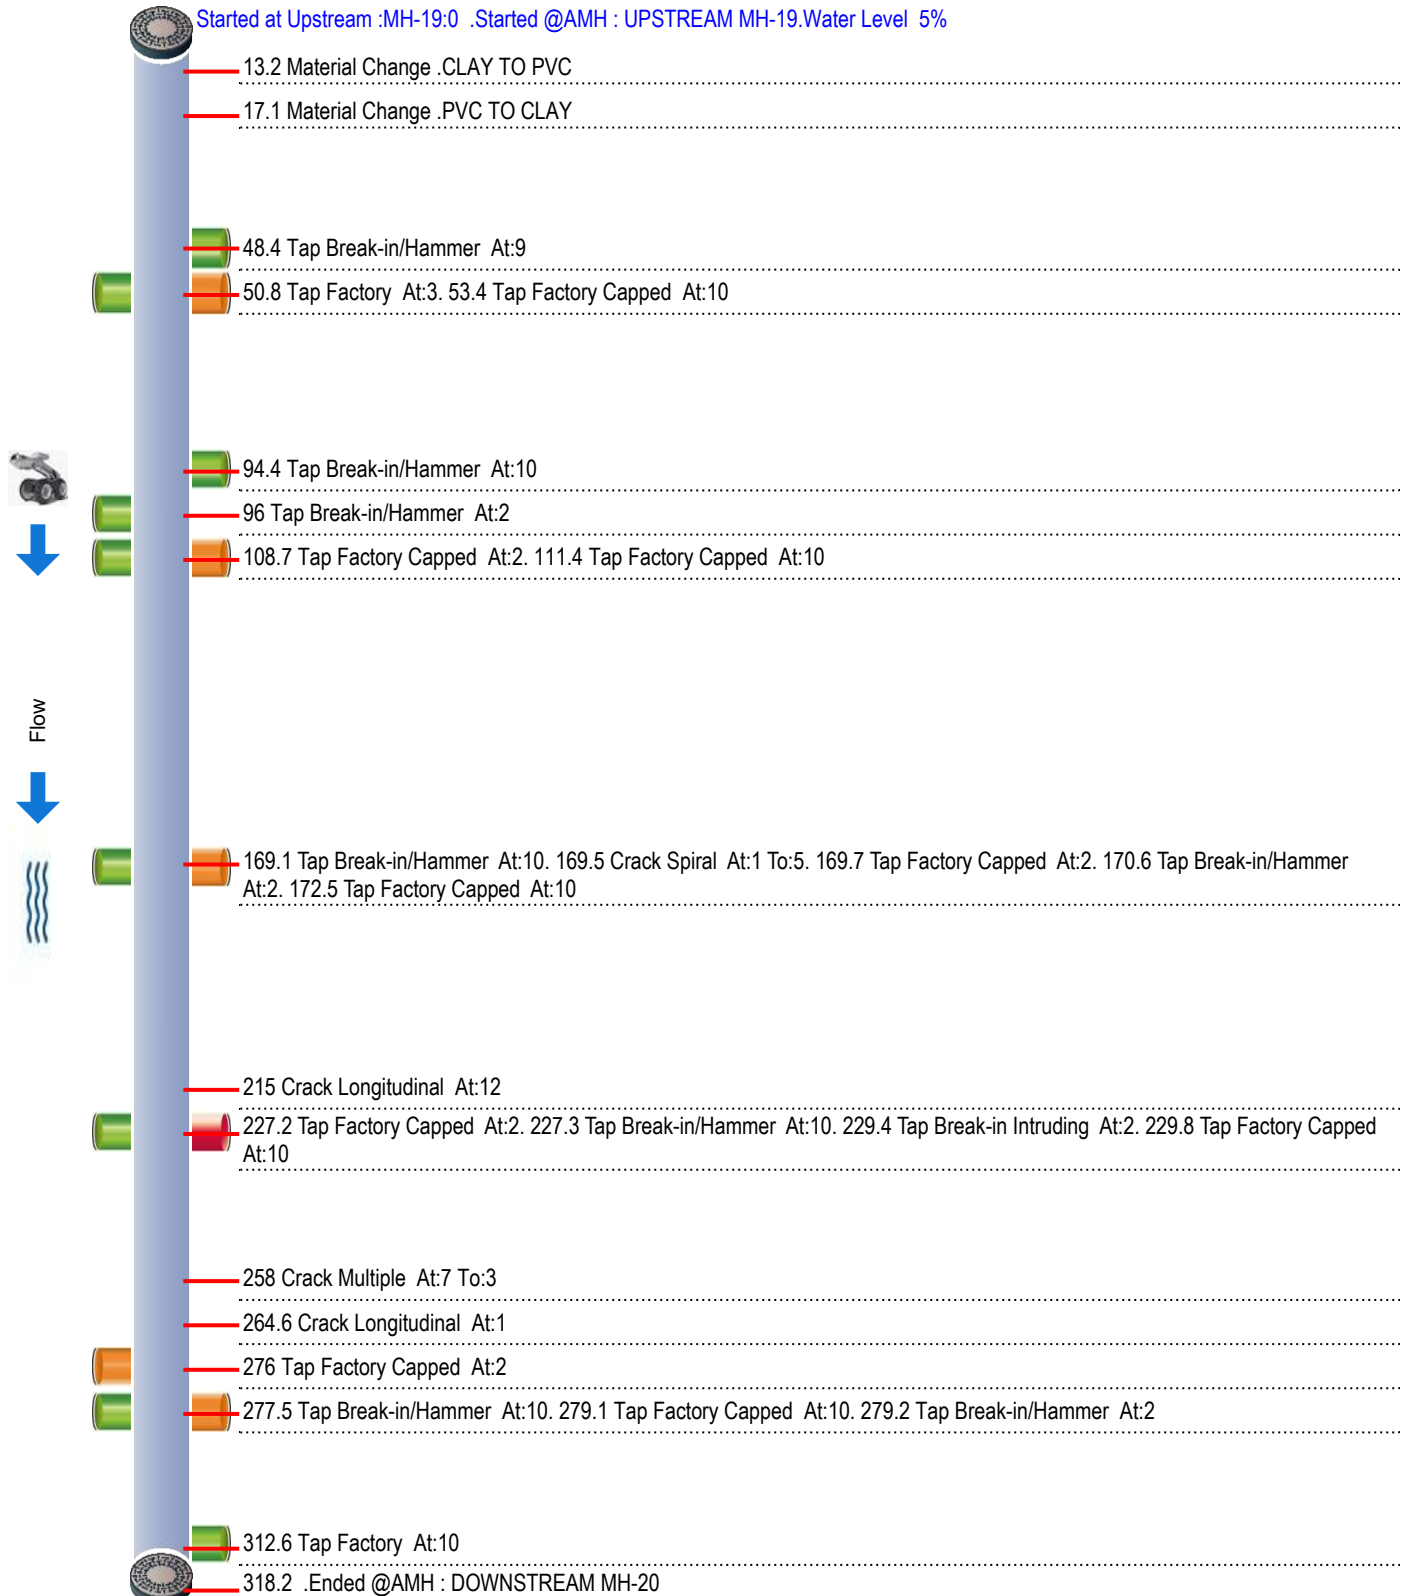 Started at Upstream :MH-19:0 .Started @AMH : UPSTREAM MH-19.Water Level 5%
13.2 Material Change .CLAY TO PVC
17.1 Material Change .PVC TO CLAY
48.4 Tap Break-in/Hammer At:9
50.8 Tap Factory At:3. 53.4 Tap Factory Capped At:10
94.4 Tap Break-in/Hammer At:10
96 Tap Break-in/Hammer At:2
108.7 Tap Factory Capped At:2. 111.4 Tap Factory Capped At:10
Flow
169.1 Tap Break-in/Hammer At:10. 169.5 Crack Spiral At:1 To:5. 169.7 Tap Factory Capped At:2. 170.6 Tap Break-in/Hammer
At:2. 172.5 Tap Factory Capped At:10
215 Crack Longitudinal At:12
227.2 Tap Factory Capped At:2. 227.3 Tap Break-in/Hammer At:10. 229.4 Tap Break-in Intruding At:2. 229.8 Tap Factory Capped
At:10
258 Crack Multiple At:7 To:3
264.6 Crack Longitudinal At:1
276 Tap Factory Capped At:2
277.5 Tap Break-in/Hammer At:10. 279.1 Tap Factory Capped At:10. 279.2 Tap Break-in/Hammer At:2
312.6 Tap Factory At:10
318.2 .Ended @AMH : DOWNSTREAM MH-20